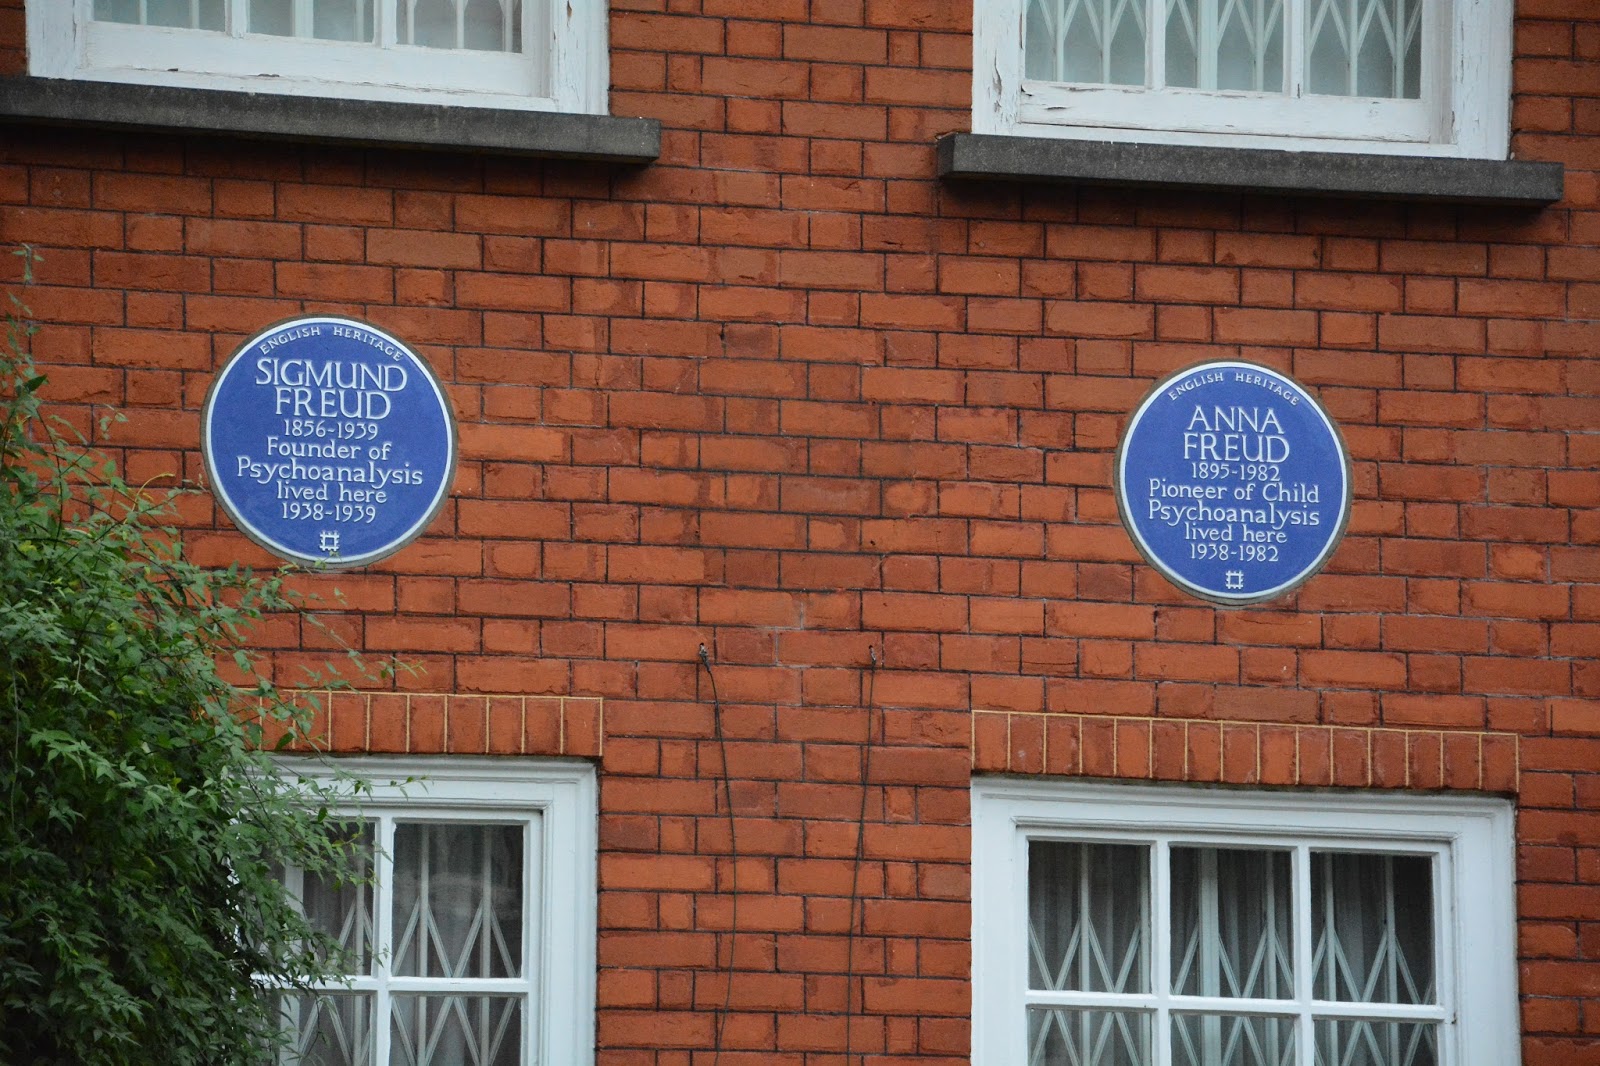 ENGLISH HERITAGE
SIGMUND
FREUD
1856-1939
Founder of
Psychoanalysis
lived here
1938-1939
ENGLISH HERITAGE
ANNA
FREUD
1895-1982
Pioneer of Child
Psychoanalysis
lived here
1938-1982